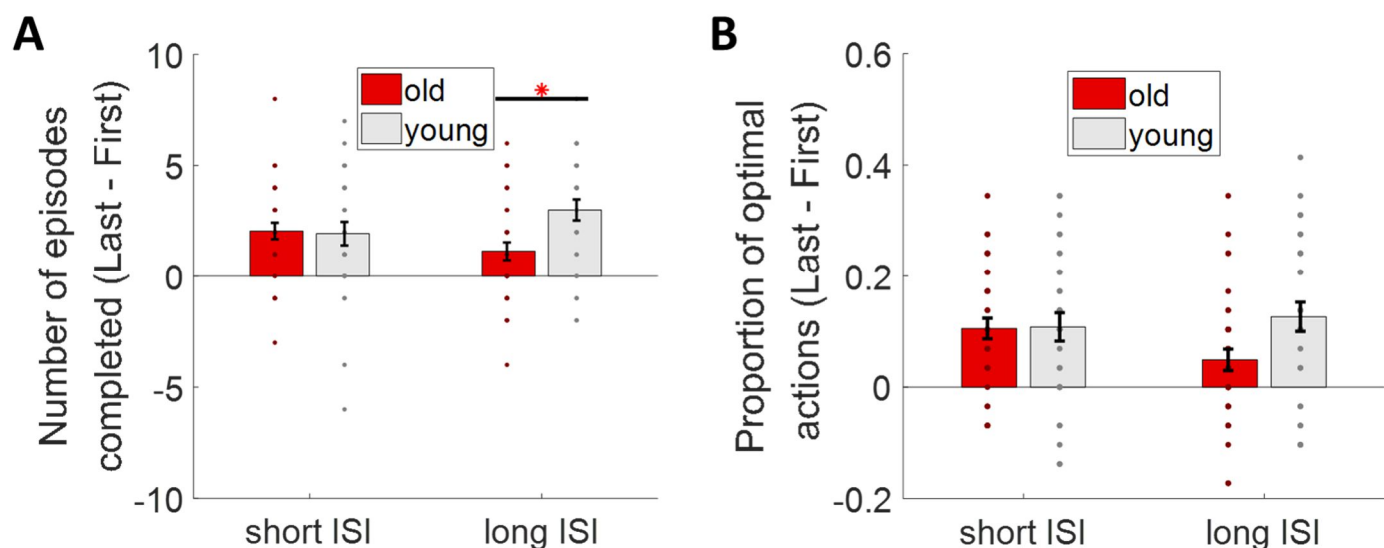 A
Number of episodes
completed (Last - First)
10
5
0
-5
-10
old
young
*
short ISI
long ISI
B
Proportion of optimal
actions (Last - First)
0.6
0.4
0.2
0
-0.2
old
young
short ISI
long ISI